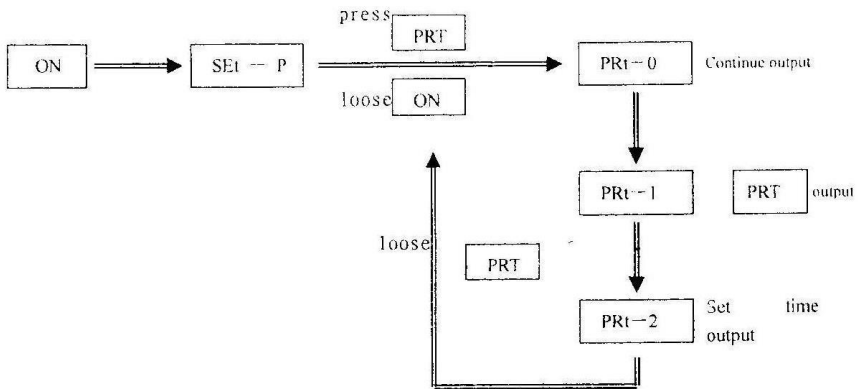 press
PRT
ON
SEt — P
PRt—0
Continue output
loose
ON
PRt—1
PRT
output
loose
PRT
PRt—2
Set time
output